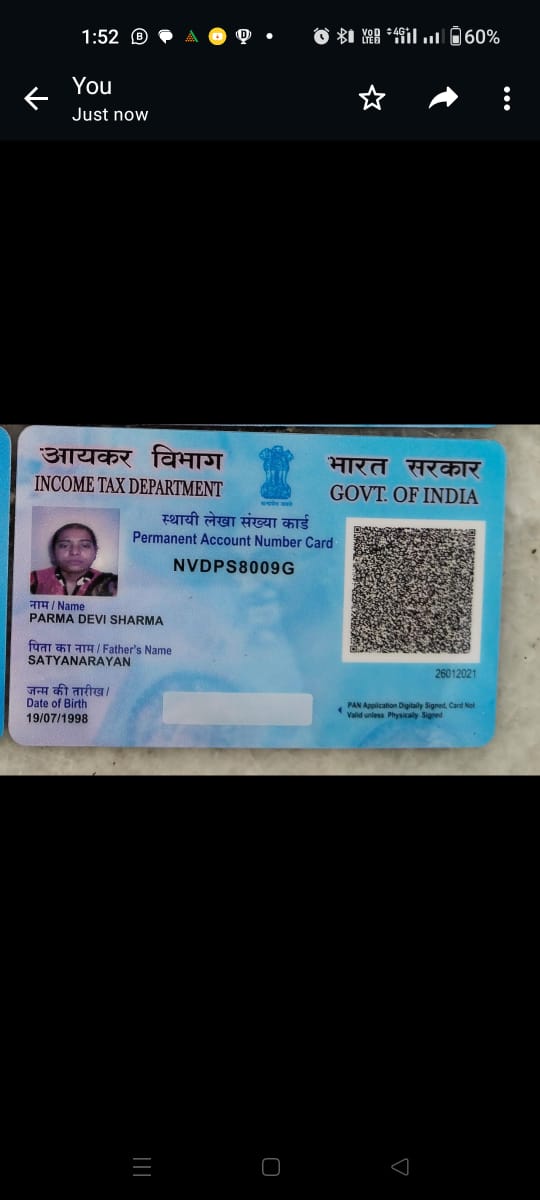 1:52
60%
You
Just now
आयकर विभाग
INCOME TAX DEPARTMENT
भारत सरकार
GOVT. OF INDIA
स्थायी लेखा संख्या कार्ड
Permanent Account Number Card
NVDPS8009G
नाम / Name
PARMA DEVI SHARMA
पिता का नाम / Father's Name
SATYANARAYAN
जन्म की तारीख /
Date of Birth
19/07/1998
26012021
PAN Application Digitally Signed, Card Not
Valid unless Physically Signed